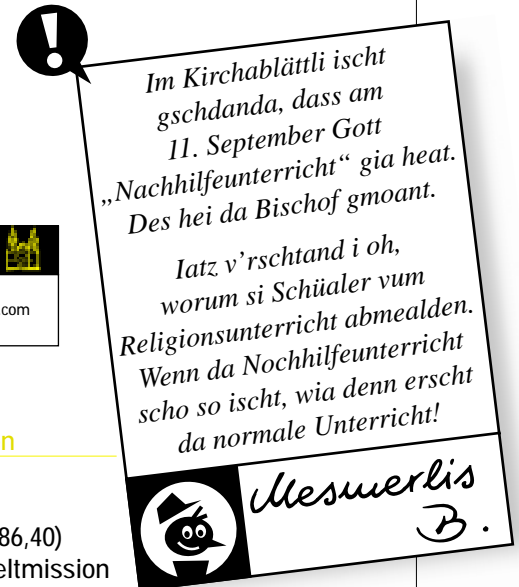 !
Im Kirchablättli ischt
gschdanda, dass am
11. September Gott
„Nachhilfeunterricht“ gia heat.
Des hei da Bischof gmoant.
Iatz v'rschtand i oh,
worum si Schüaler vum
Religionsunterricht abmealden.
Wenn da Nochhilfeunterricht
scho so ischt, wia denn erscht
da normale Unterricht!
Mesmerlis
B.
.com
n
86,40)
eltmission